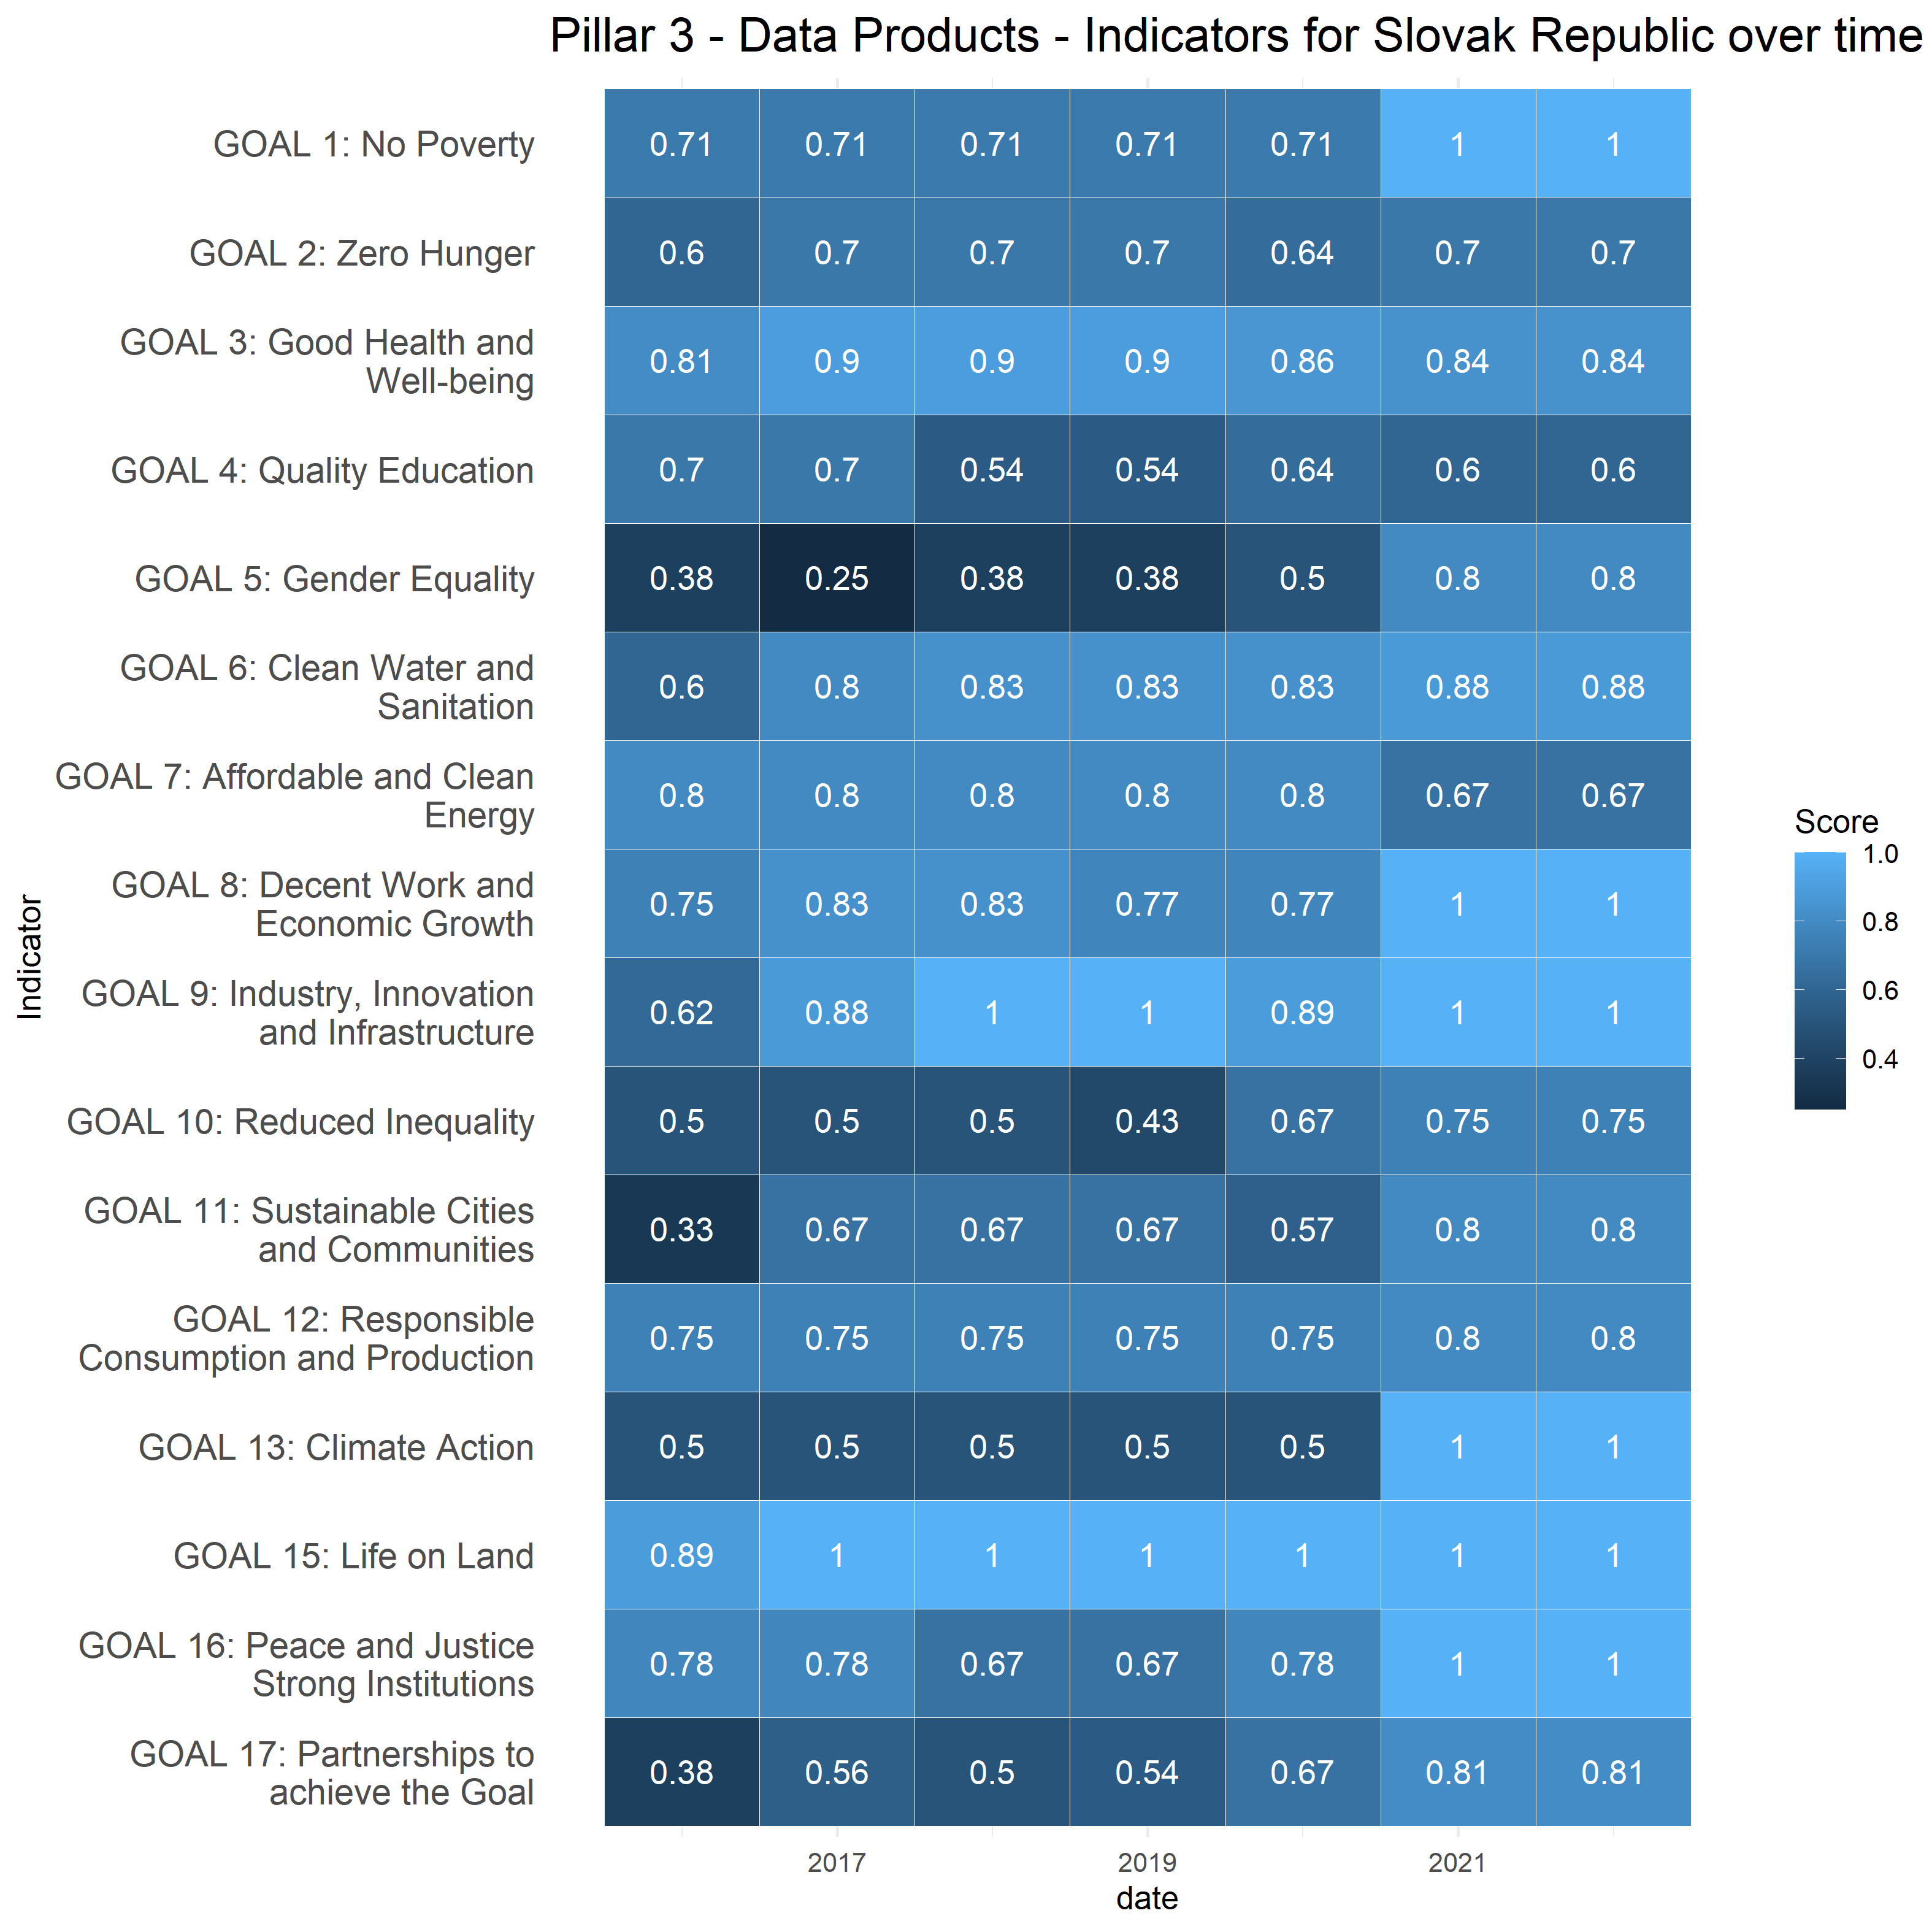 Pillar 3 - Data Products - Indicators for Slovak Republic over time
GOAL 1: No Poverty
0.71 0.71 0.71 0.71 0.71 1 1
GOAL 2: Zero Hunger
0.6 0.7 0.7 0.7 0.64 0.7 0.7
GOAL 3: Good Health and
Well-being
0.81 0.9 0.9 0.9 0.86 0.84 0.84
GOAL 4: Quality Education
0.7 0.7 0.54 0.54 0.64 0.6 0.6
GOAL 5: Gender Equality
0.38 0.25 0.38 0.38 0.5 0.8 0.8
GOAL 6: Clean Water and
Sanitation
0.6 0.8 0.83 0.83 0.83 0.88 0.88
GOAL 7: Affordable and Clean
Energy
0.8 0.8 0.8 0.8 0.8 0.67 0.67
GOAL 8: Decent Work and
Economic Growth
0.75 0.83 0.83 0.77 0.77 1 1
GOAL 9: Industry, Innovation
and Infrastructure
0.62 0.88 1 1 0.89 1 1
GOAL 10: Reduced Inequality
0.5 0.5 0.5 0.43 0.67 0.75 0.75
GOAL 11: Sustainable Cities
and Communities
0.33 0.67 0.67 0.67 0.57 0.8 0.8
GOAL 12: Responsible
Consumption and Production
0.75 0.75 0.75 0.75 0.75 0.8 0.8
GOAL 13: Climate Action
0.5 0.5 0.5 0.5 0.5 1 1
GOAL 15: Life on Land
0.89 1 1 1 1 1 1
GOAL 16: Peace and Justice
Strong Institutions
0.78 0.78 0.67 0.67 0.78 1 1
GOAL 17: Partnerships to
achieve the Goal
0.38 0.56 0.5 0.54 0.67 0.81 0.81
2017 2019 2021
date
Indicator
Score
1.0
0.8
0.6
0.4